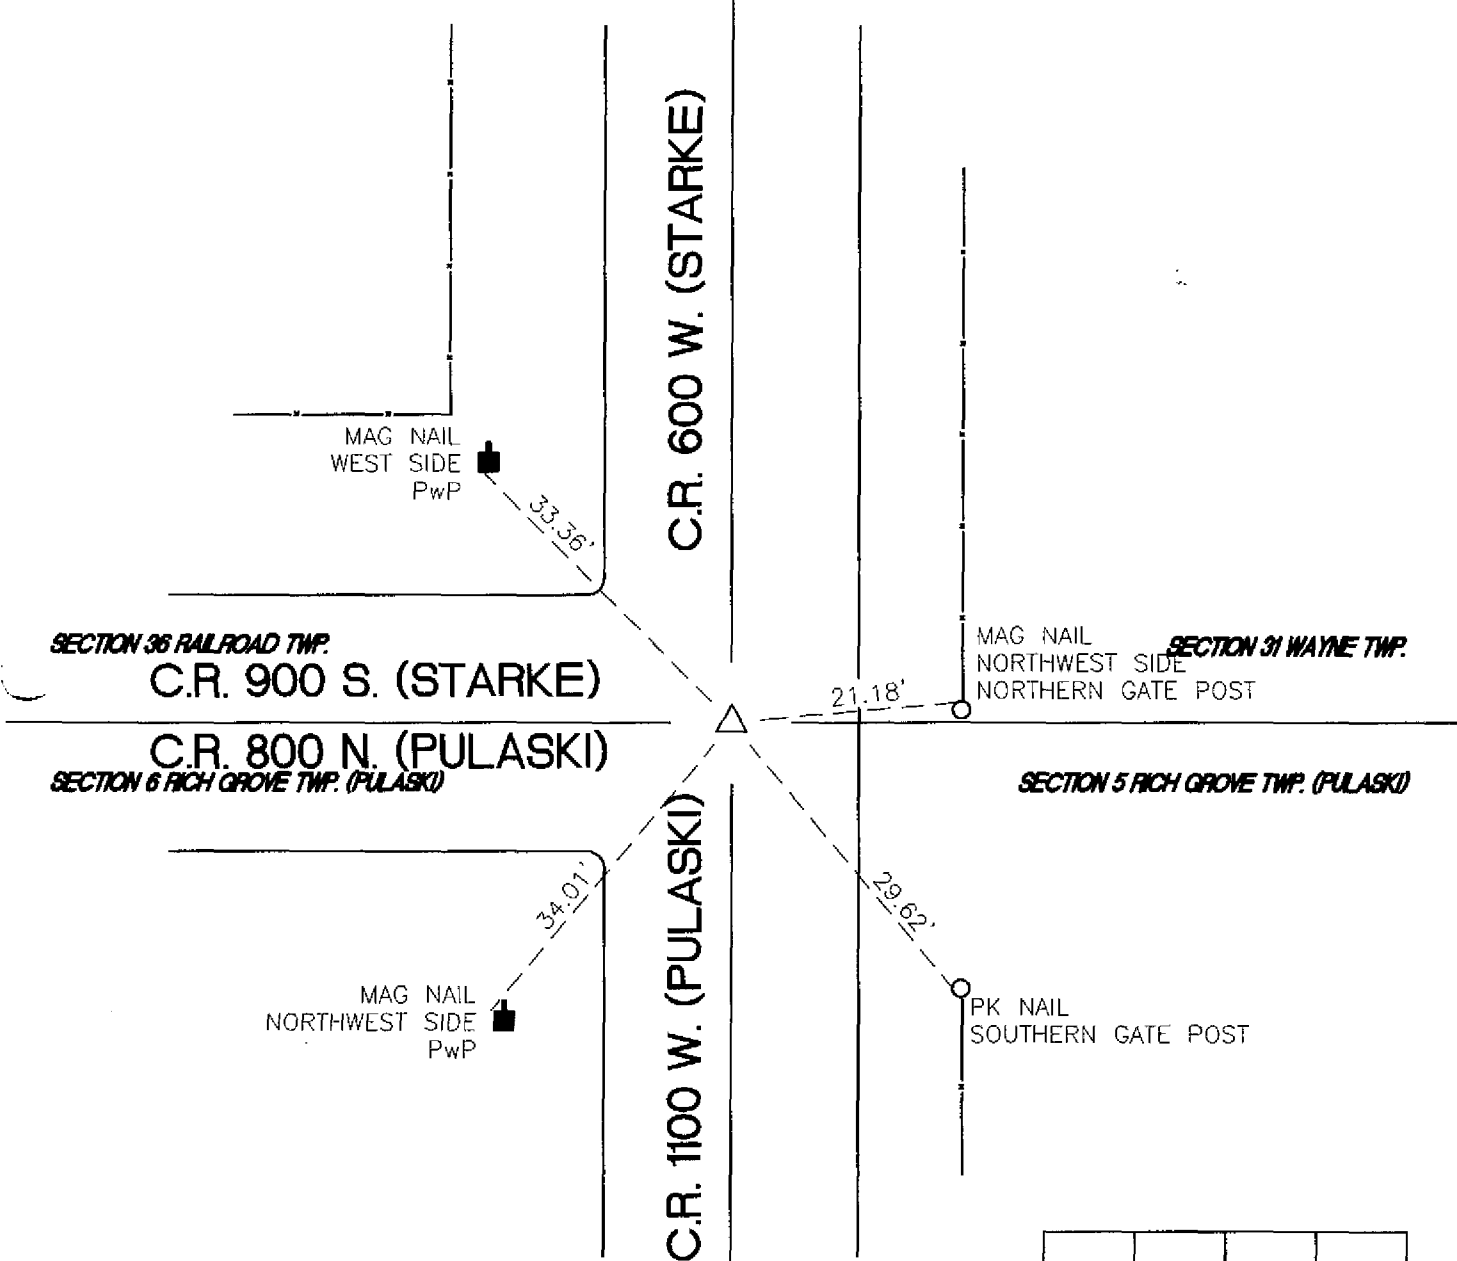 C.R. 600 W. (STARKE)
MAG NAIL
WEST SIDE
PwP
33.36'
SECTION 36 RAILROAD TWP.
C.R. 900 S. (STARKE)
MAG NAIL
NORTHWEST SIDE
NORTHERN GATE POST
SECTION 31 WAYNE TWP.
21.18'
C.R. 800 N. (PULASKI)
SECTION 6 RICH GROVE TWP. (PULASKI)
SECTION 5 RICH GROVE TWP. (PULASKI)
C.R. 1100 W. (PULASKI)
34.01'
29.62'
MAG NAIL
NORTHWEST SIDE
PwP
PK NAIL
SOUTHERN GATE POST